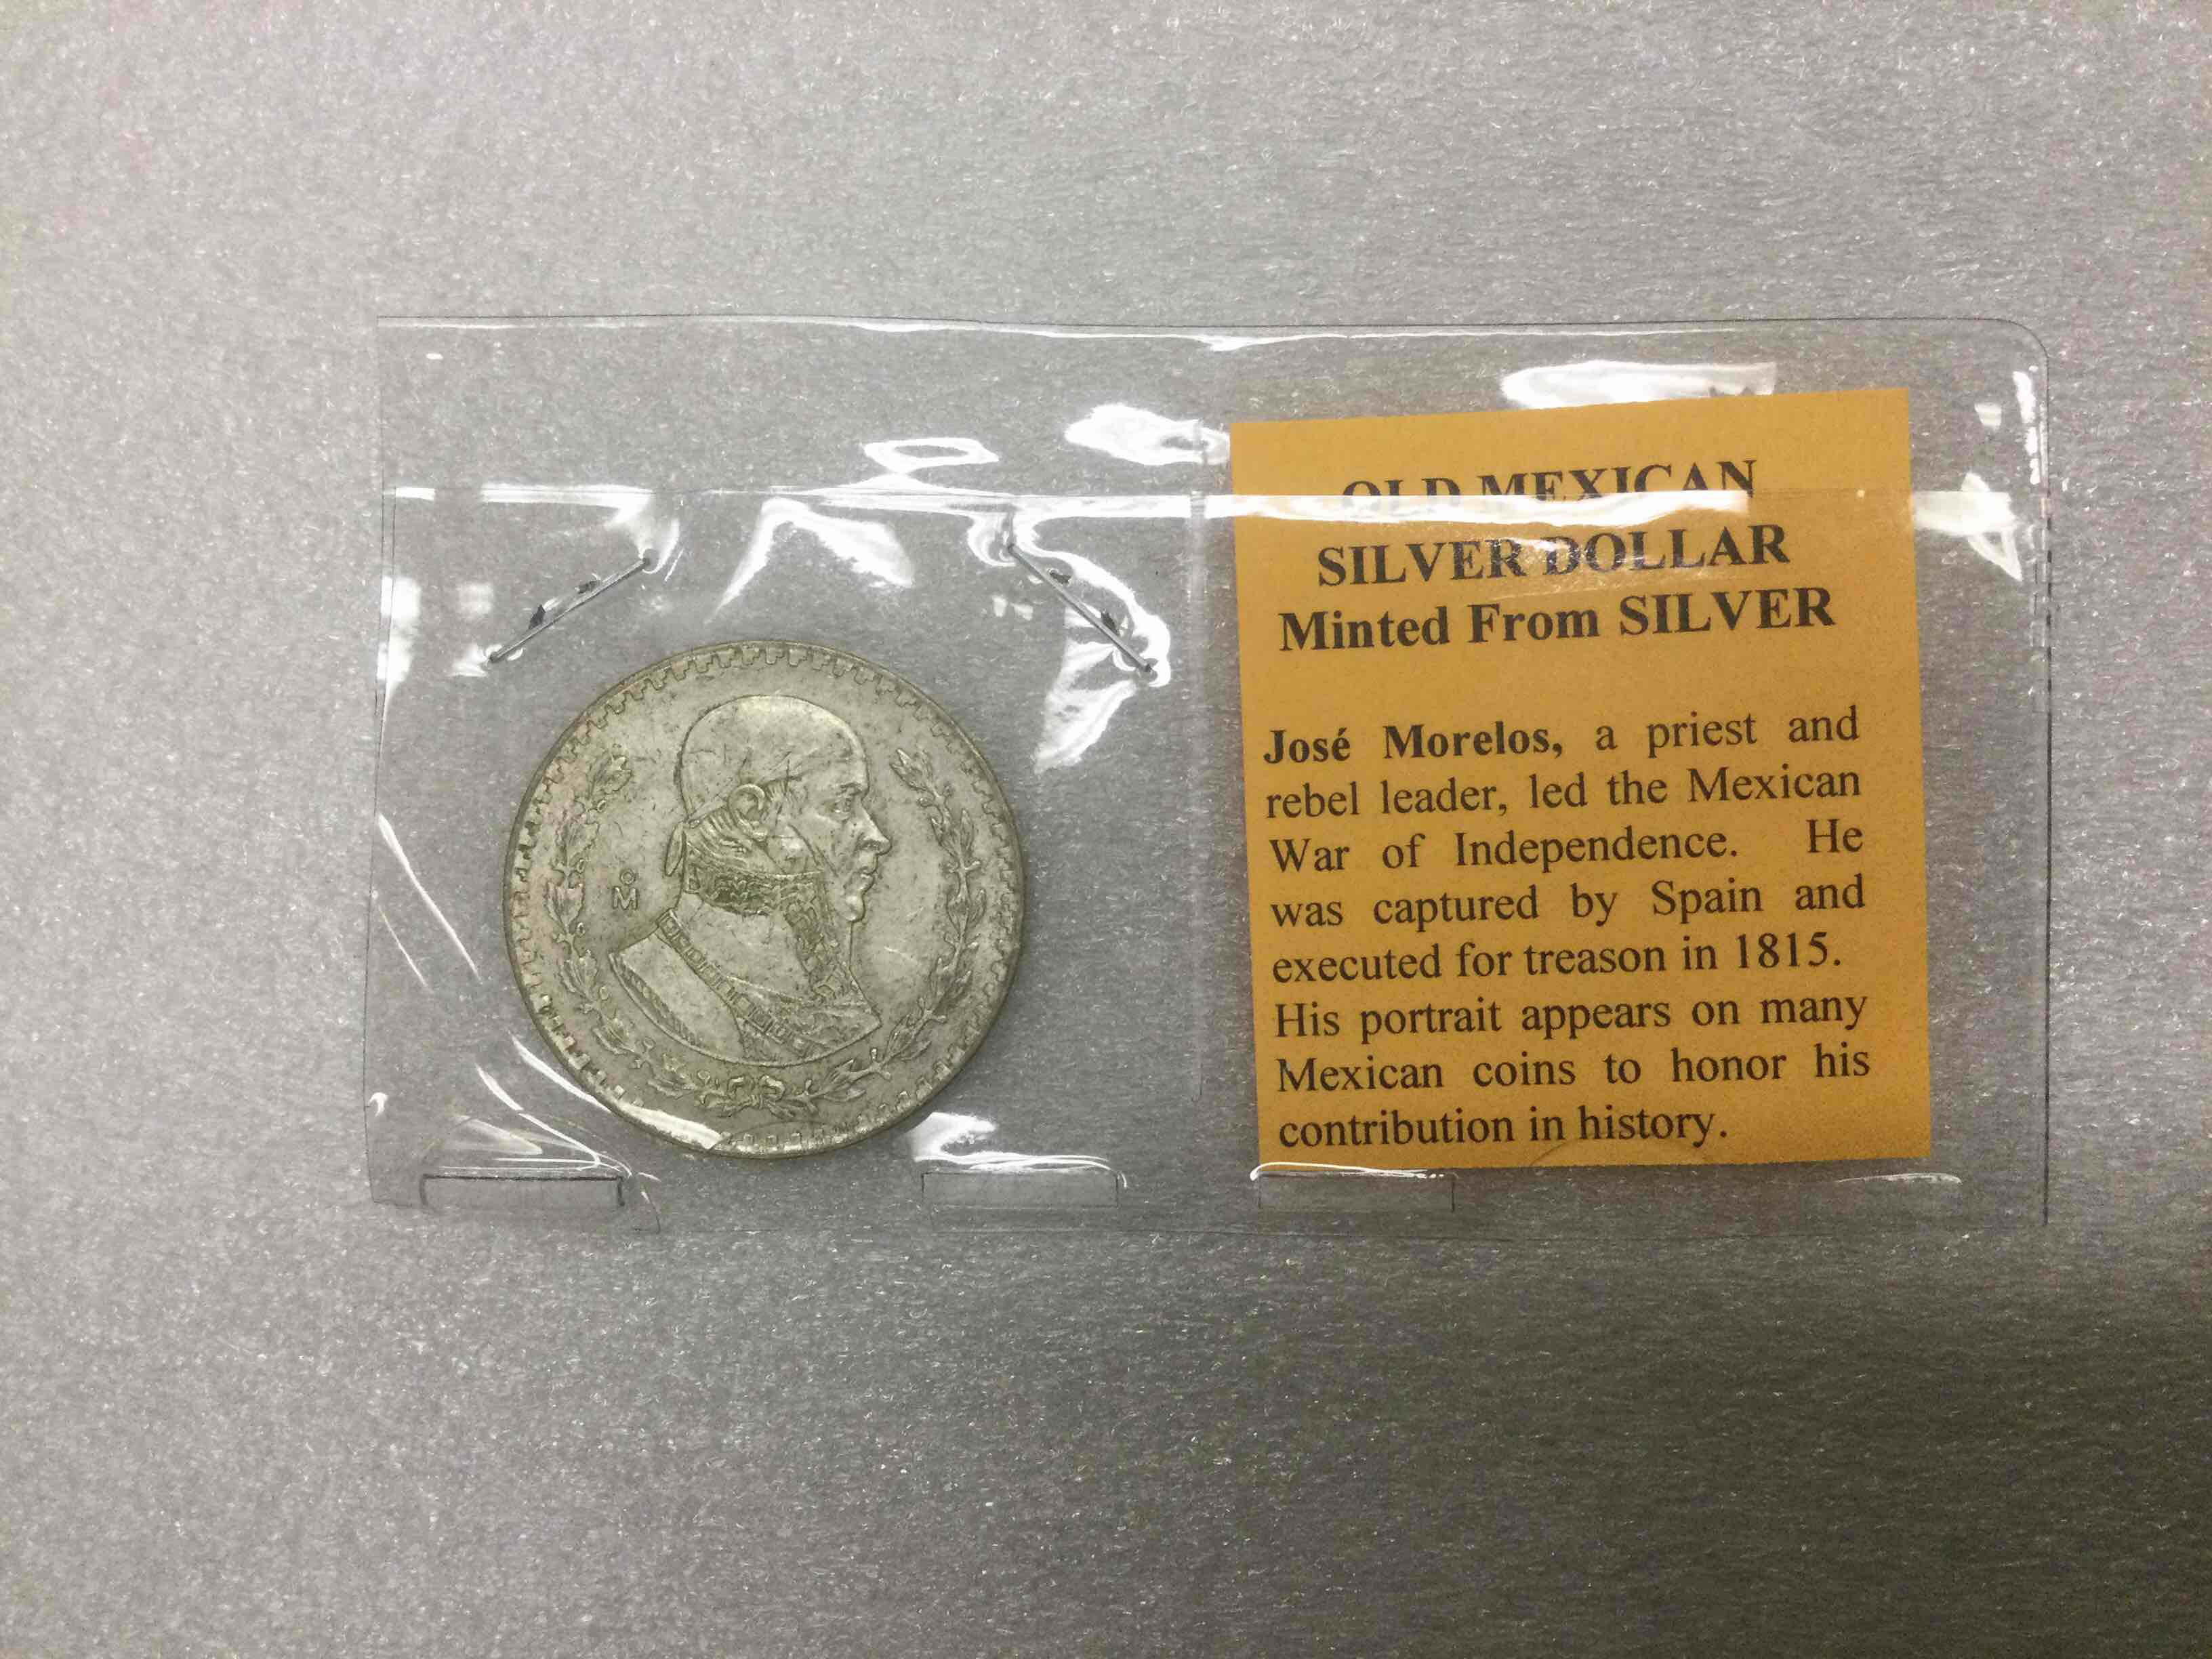 OLD MEXICAN
SILVER DOLLAR
Minted From SILVER
José Morelos, a priest and
rebel leader, led the Mexican
War of Independence. He
was captured by Spain and
executed for treason in 1815.
His portrait appears on many
Mexican coins to honor his
contribution in history.
M